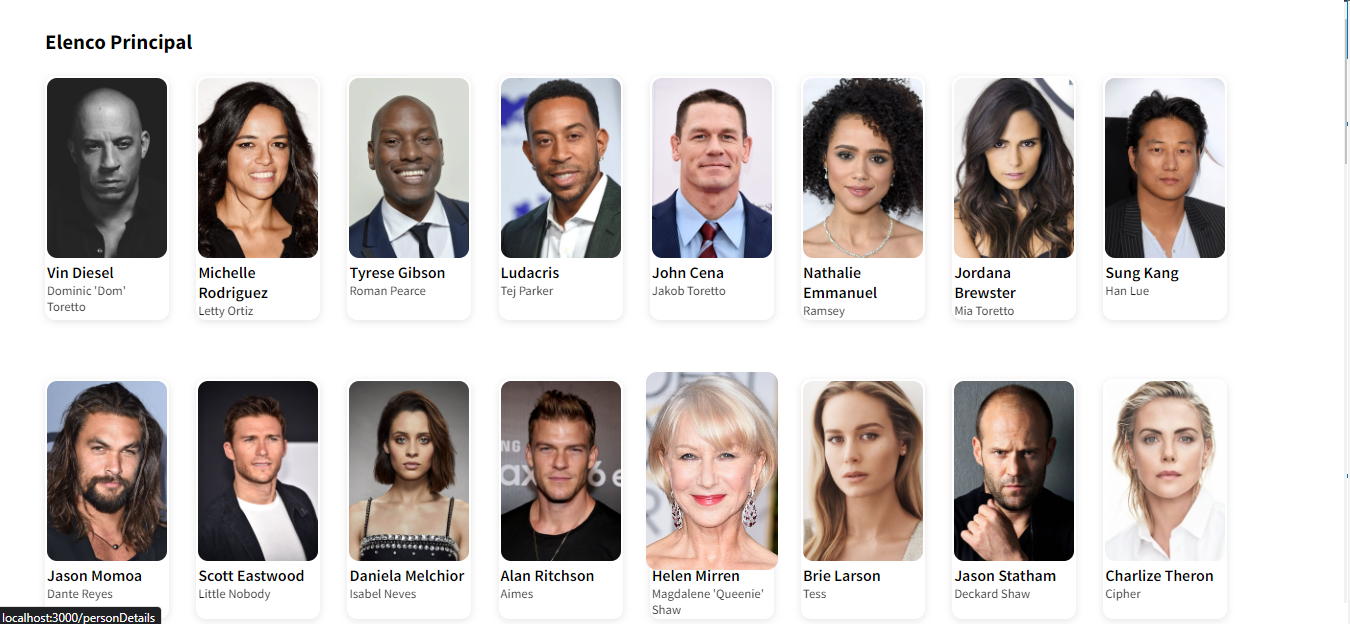 Elenco Principal
Vin Diesel
Dominic 'Dom'
Toretto
Michelle
Rodriguez
Letty Ortiz
Tyrese Gibson
Roman Pearce
Ludacris
Tej Parker
John Cena
Jakob Toretto
Nathalie
Emmanuel
Ramsey
Jordana
Brewster
Mia Toretto
Sung Kang
Han Lue
NG
ax 6 e
Jason Momoa
Dante Reyes
Scott Eastwood
Little Nobody
Daniela Melchior
Isabel Neves
Alan Ritchson
Aimes
Helen Mirren
Magdalene 'Queenie'
Shaw
Brie Larson
Tess
Jason Statham
Deckard Shaw
Charlize Theron
Cipher
localhost:3000/personDetails